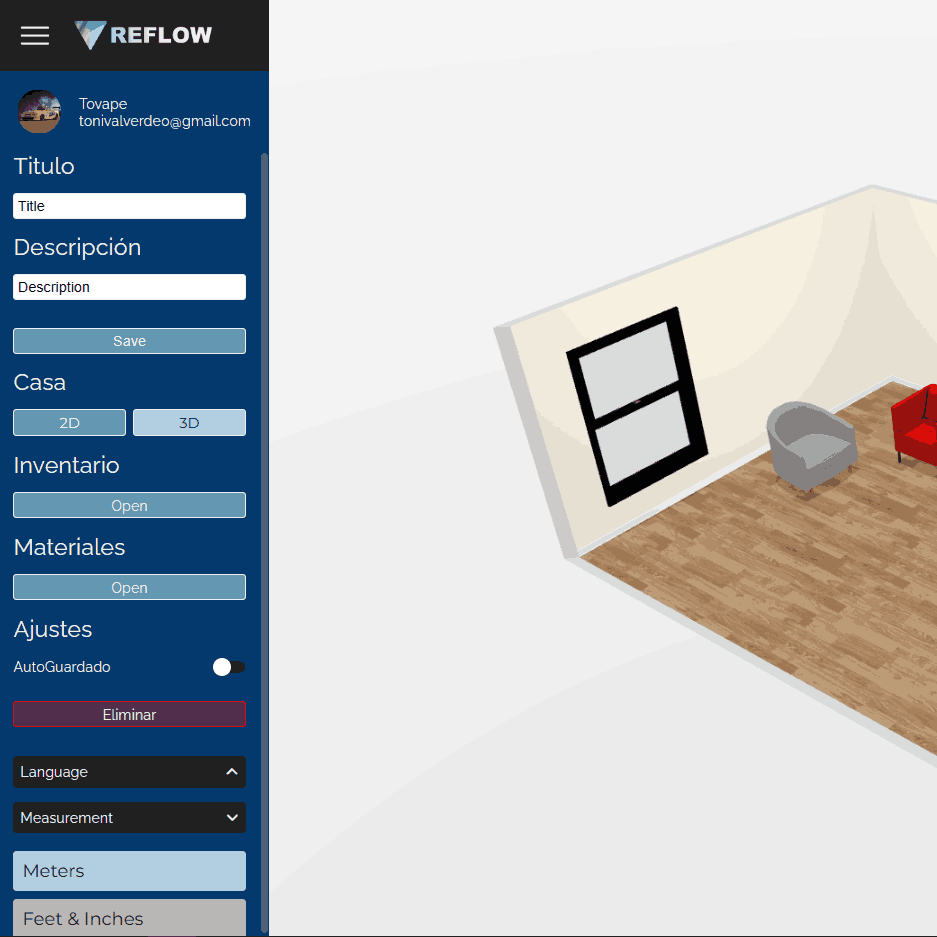 REFLOW
Tovape
tonivalverdeo@gmail.com
Titulo
Title
Descripción
Description
Save
Casa
2D 3D
Inventario
Open
Materiales
Open
Ajustes
AutoGuardado
Eliminar
Language
Measurement
Meters
Feet & Inches